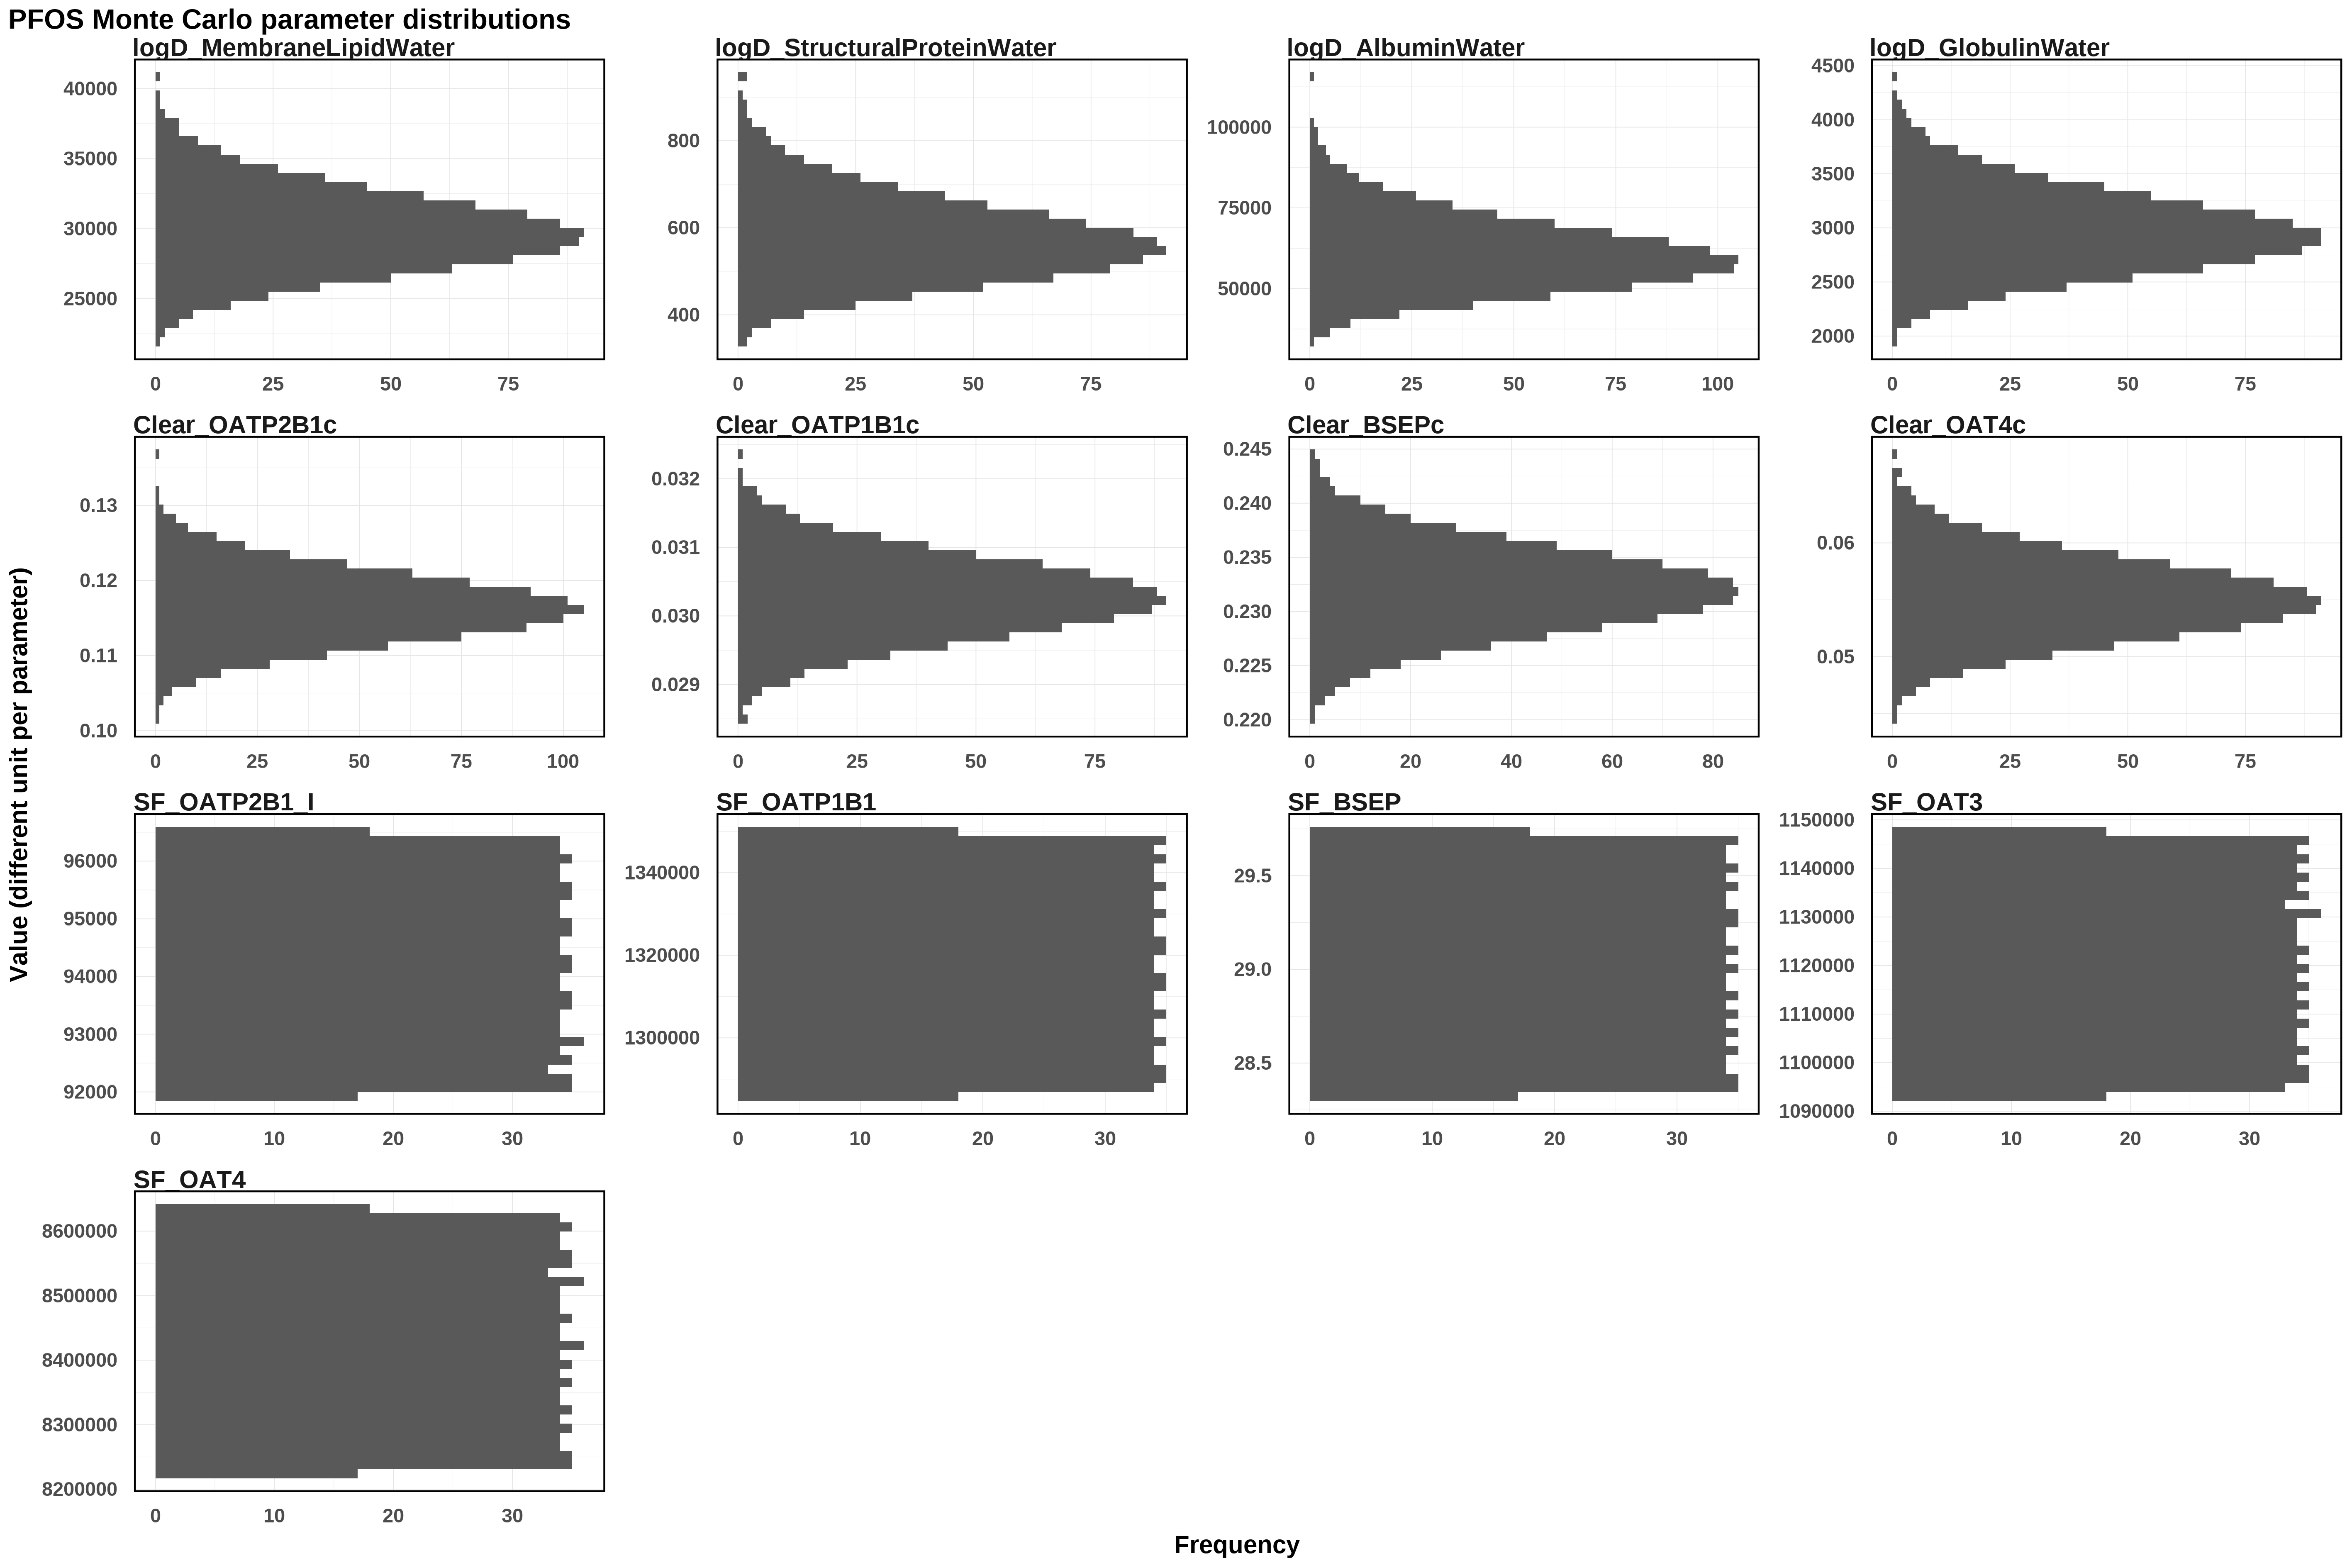 PFOS Monte Carlo parameter distributions
logD_MembraneLipidWater
logD_StructuralProteinWater
logD_AlbuminWater
logD_GlobulinWater
40000
35000
30000
25000
0 25 50 75
800
600
400
0 25 50 75
100000
75000
50000
0 25 50 75 100
4500
4000
3500
3000
2500
2000
0 25 50 75
Clear_OATP2B1c
Clear_OATP1B1c
Clear_BSEPc
Clear_OAT4c
0.13
0.12
0.11
0.10
0 25 50 75 100
0.032
0.031
0.030
0.029
0 25 50 75
0.245
0.240
0.235
0.230
0.225
0.220
0 20 40 60 80
0.06
0.05
0 25 50 75
SF_OATP2B1_I
SF_OATP1B1
SF_BSEP
SF_OAT3
96000
95000
94000
93000
92000
0 10 20 30
1340000
1320000
1300000
0 10 20 30
29.5
29.0
28.5
0 10 20 30
1150000
1140000
1130000
1120000
1110000
1100000
1090000
0 10 20 30
SF_OAT4
8600000
8500000
8400000
8300000
8200000
0 10 20 30
Value (different unit per parameter)
Frequency